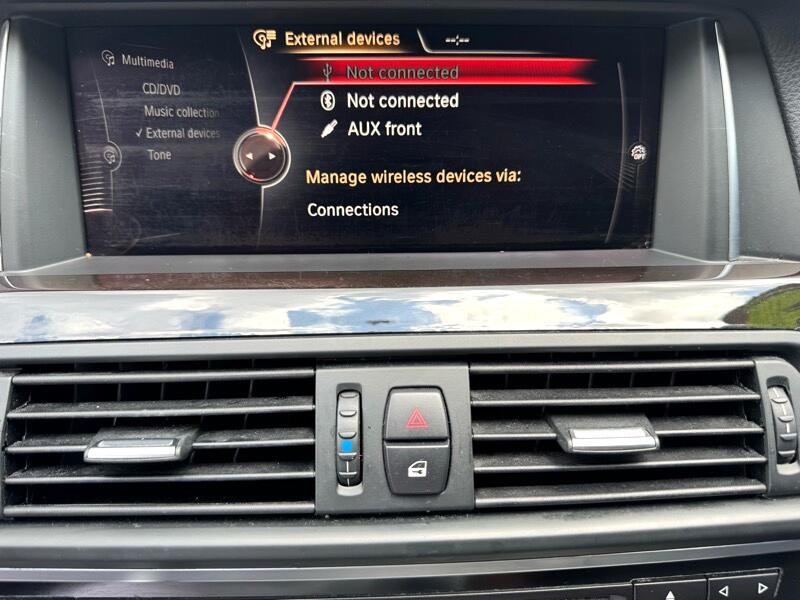 External devices --:--
Multimedia
CD/DVD
Music collection
External devices
Tone
Not connected
Not connected
AUX front
Manage wireless devices via:
Connections
OPT